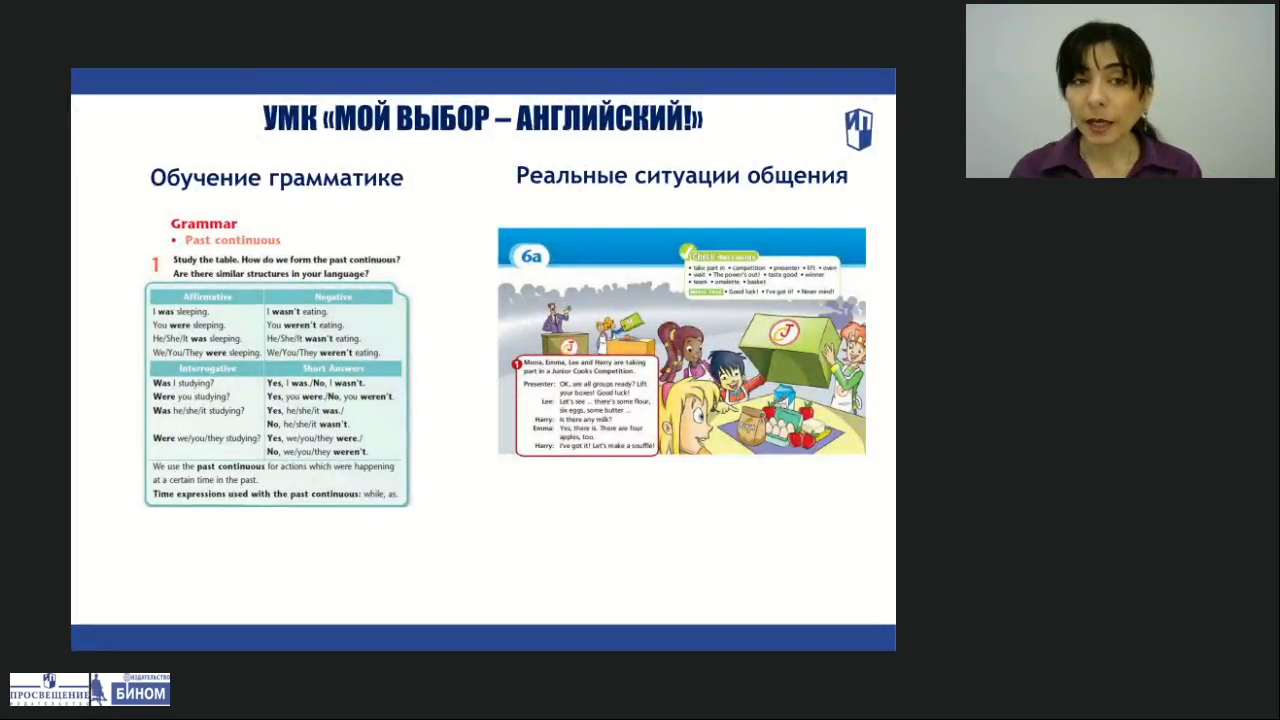 УМК «МОЙ ВЫБОР – АНГЛИЙСКИЙ!»
ИП
Обучение грамматике
Grammar
• Past continuous
1 Study the table. How do we form the past continuous?
Are there similar structures in your language?
Affirmative Negative
I was sleeping. I wasn't eating.
You were sleeping. You weren't eating.
He/She/It was sleeping. He/She/It wasn't eating.
We/You/They were sleeping. We/You/They weren't eating.
Interrogative Short Answers
Was I studying? Yes, I was./No, I wasn't.
Were you studying? Yes, you were./No, you weren't.
Was he/she/it studying? Yes, he/she/it was./
No, he/she/it wasn't.
Were we/you/they studying? Yes, we/you/they were./
No, we/you/they weren't.
We use the past continuous for actions which were happening
at a certain time in the past.
Time expressions used with the past continuous: while, as.
Реальные ситуации общения
6a
Check
• take part in • competition • presenter • lift • oven
• wait • The power's out! • taste good • winner
• team • omelette • basket
• Good luck! • I've got it! • Never mind!
J
J
1 Mona, Emma, Lee and Harry are taking
part in a Junior Cooks Competition.
Presenter: OK, are all groups ready? Lift
your boxes! Good luck!
Lee: Let's see ... there's some flour,
six eggs, some butter ...
Harry: Is there any milk?
Emma: Yes, there is. There are four
apples, too.
Harry: I've got it! Let's make a soufflé!
ИП
ПРОСВЕЩЕНИЕ
ИЗДАТЕЛЬСТВО
ИЗДАТЕЛЬСТВО
БИНОМ